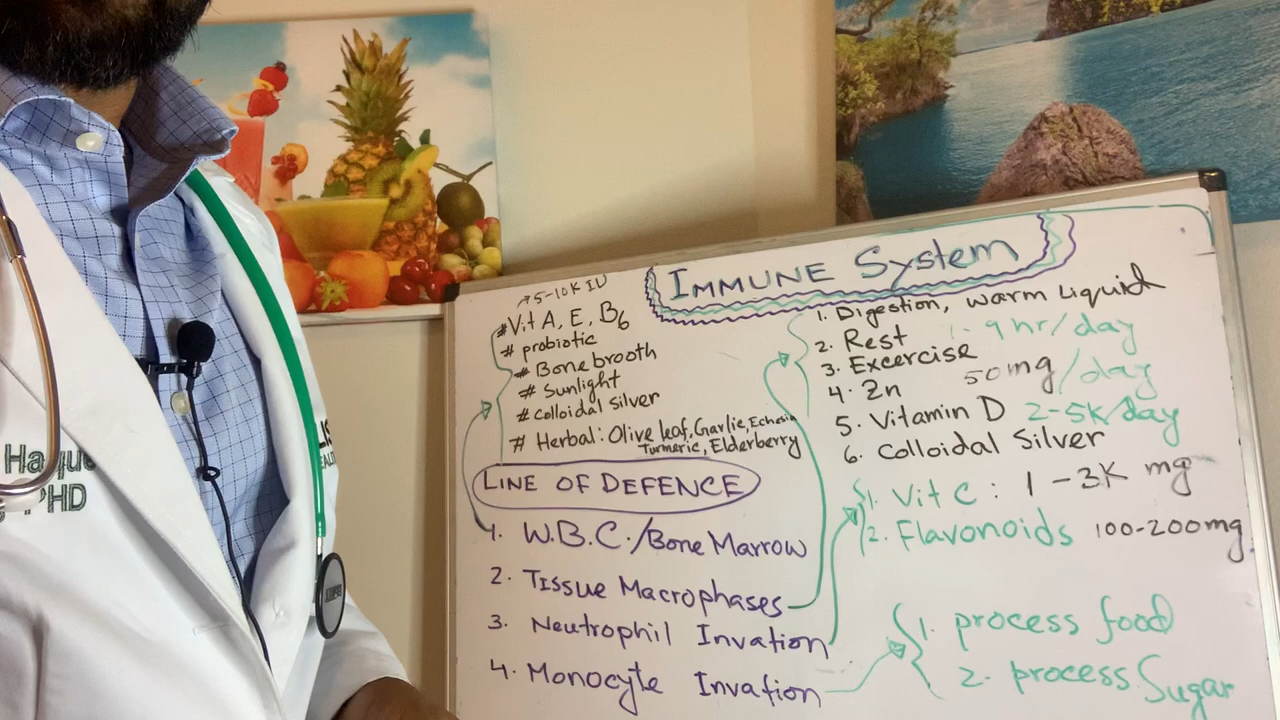 IMMUNE System
↗5-10K IU
# Vit A, E, B6
# probiotic
# Bone brooth
# Sunlight
# colloidal silver
# Herbal: Olive leaf, Garlic,
Turmeric, Elderberry
LINE OF DEFENCE
1. W.B.C./Bone Marrow
2. Tissue Macrophases
3. Neutrophil Invation
4. Monocyte Invation
1. Digestion, warm Liquid
2. Rest 9 hr/day
3. Excercise
4. Zn 50mg/day
5. Vitamin D 2-5K/day
6. Colloidal Silver
1. Vit C: 1-3K mg
2. Flavonoids 100-200mg
1. process food
2. process Sugar
Haque
PHD